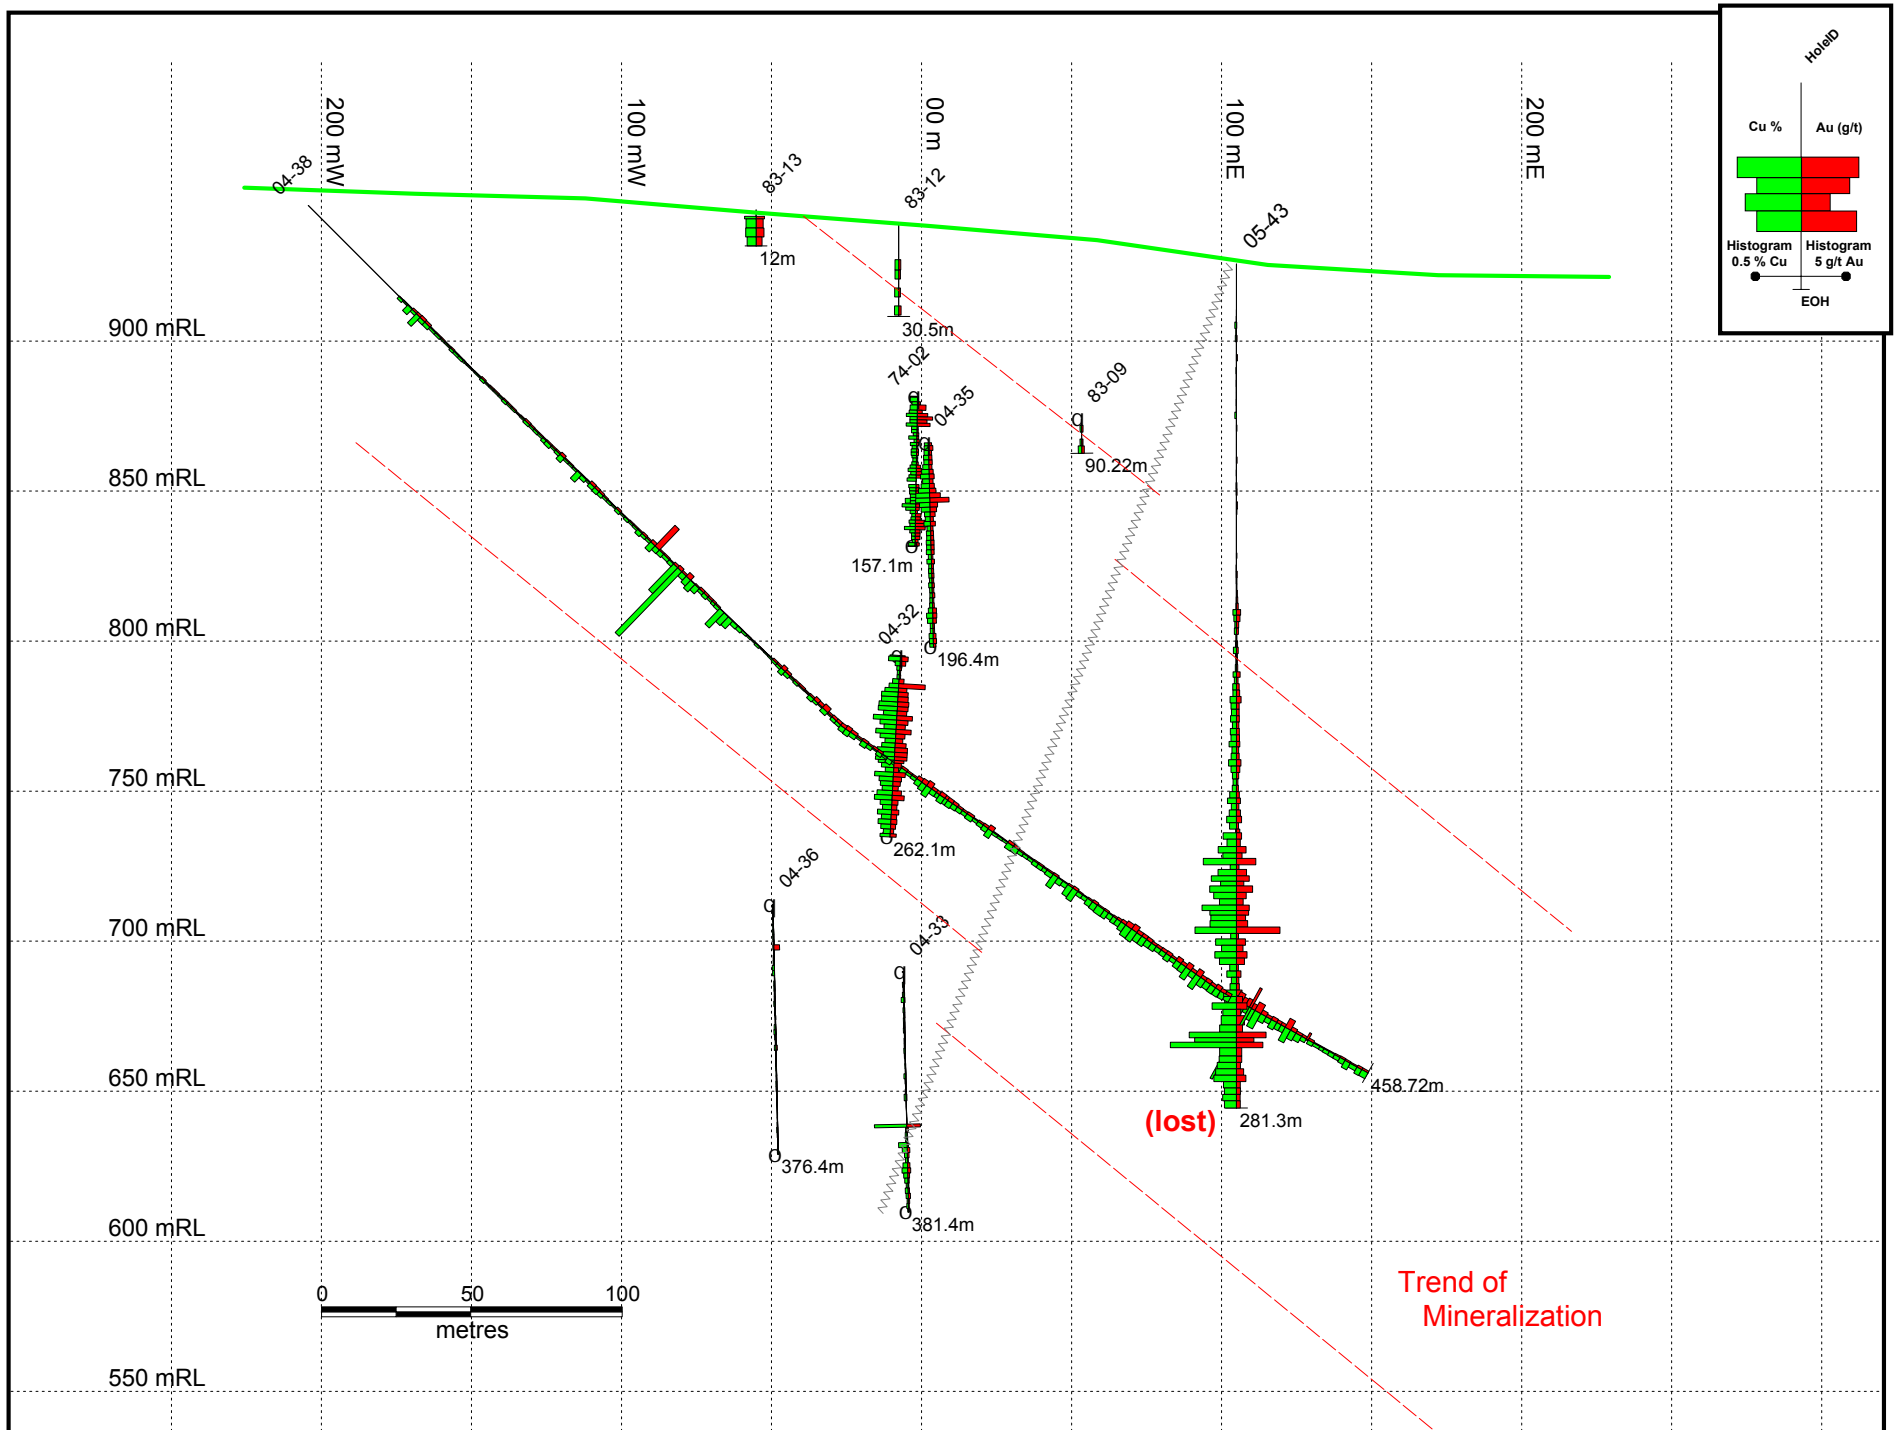 HoleID
Cu %
Au (g/t)
Histogram
0.5 % Cu
Histogram
5 g/t Au
EOH
200 mW
100 mW
00 m
100 mE
200 mE
04-38
83-13
83-12
05-43
12m
30.5m
900 mRL
74-02
04-35
83-09
90.22m
850 mRL
157.1m
800 mRL
04-32
196.4m
750 mRL
262.1m
04-36
700 mRL
04-33
650 mRL
458.72m
(lost)
281.3m
376.4m
381.4m
600 mRL
Trend of
Mineralization
0 50 100
metres
550 mRL